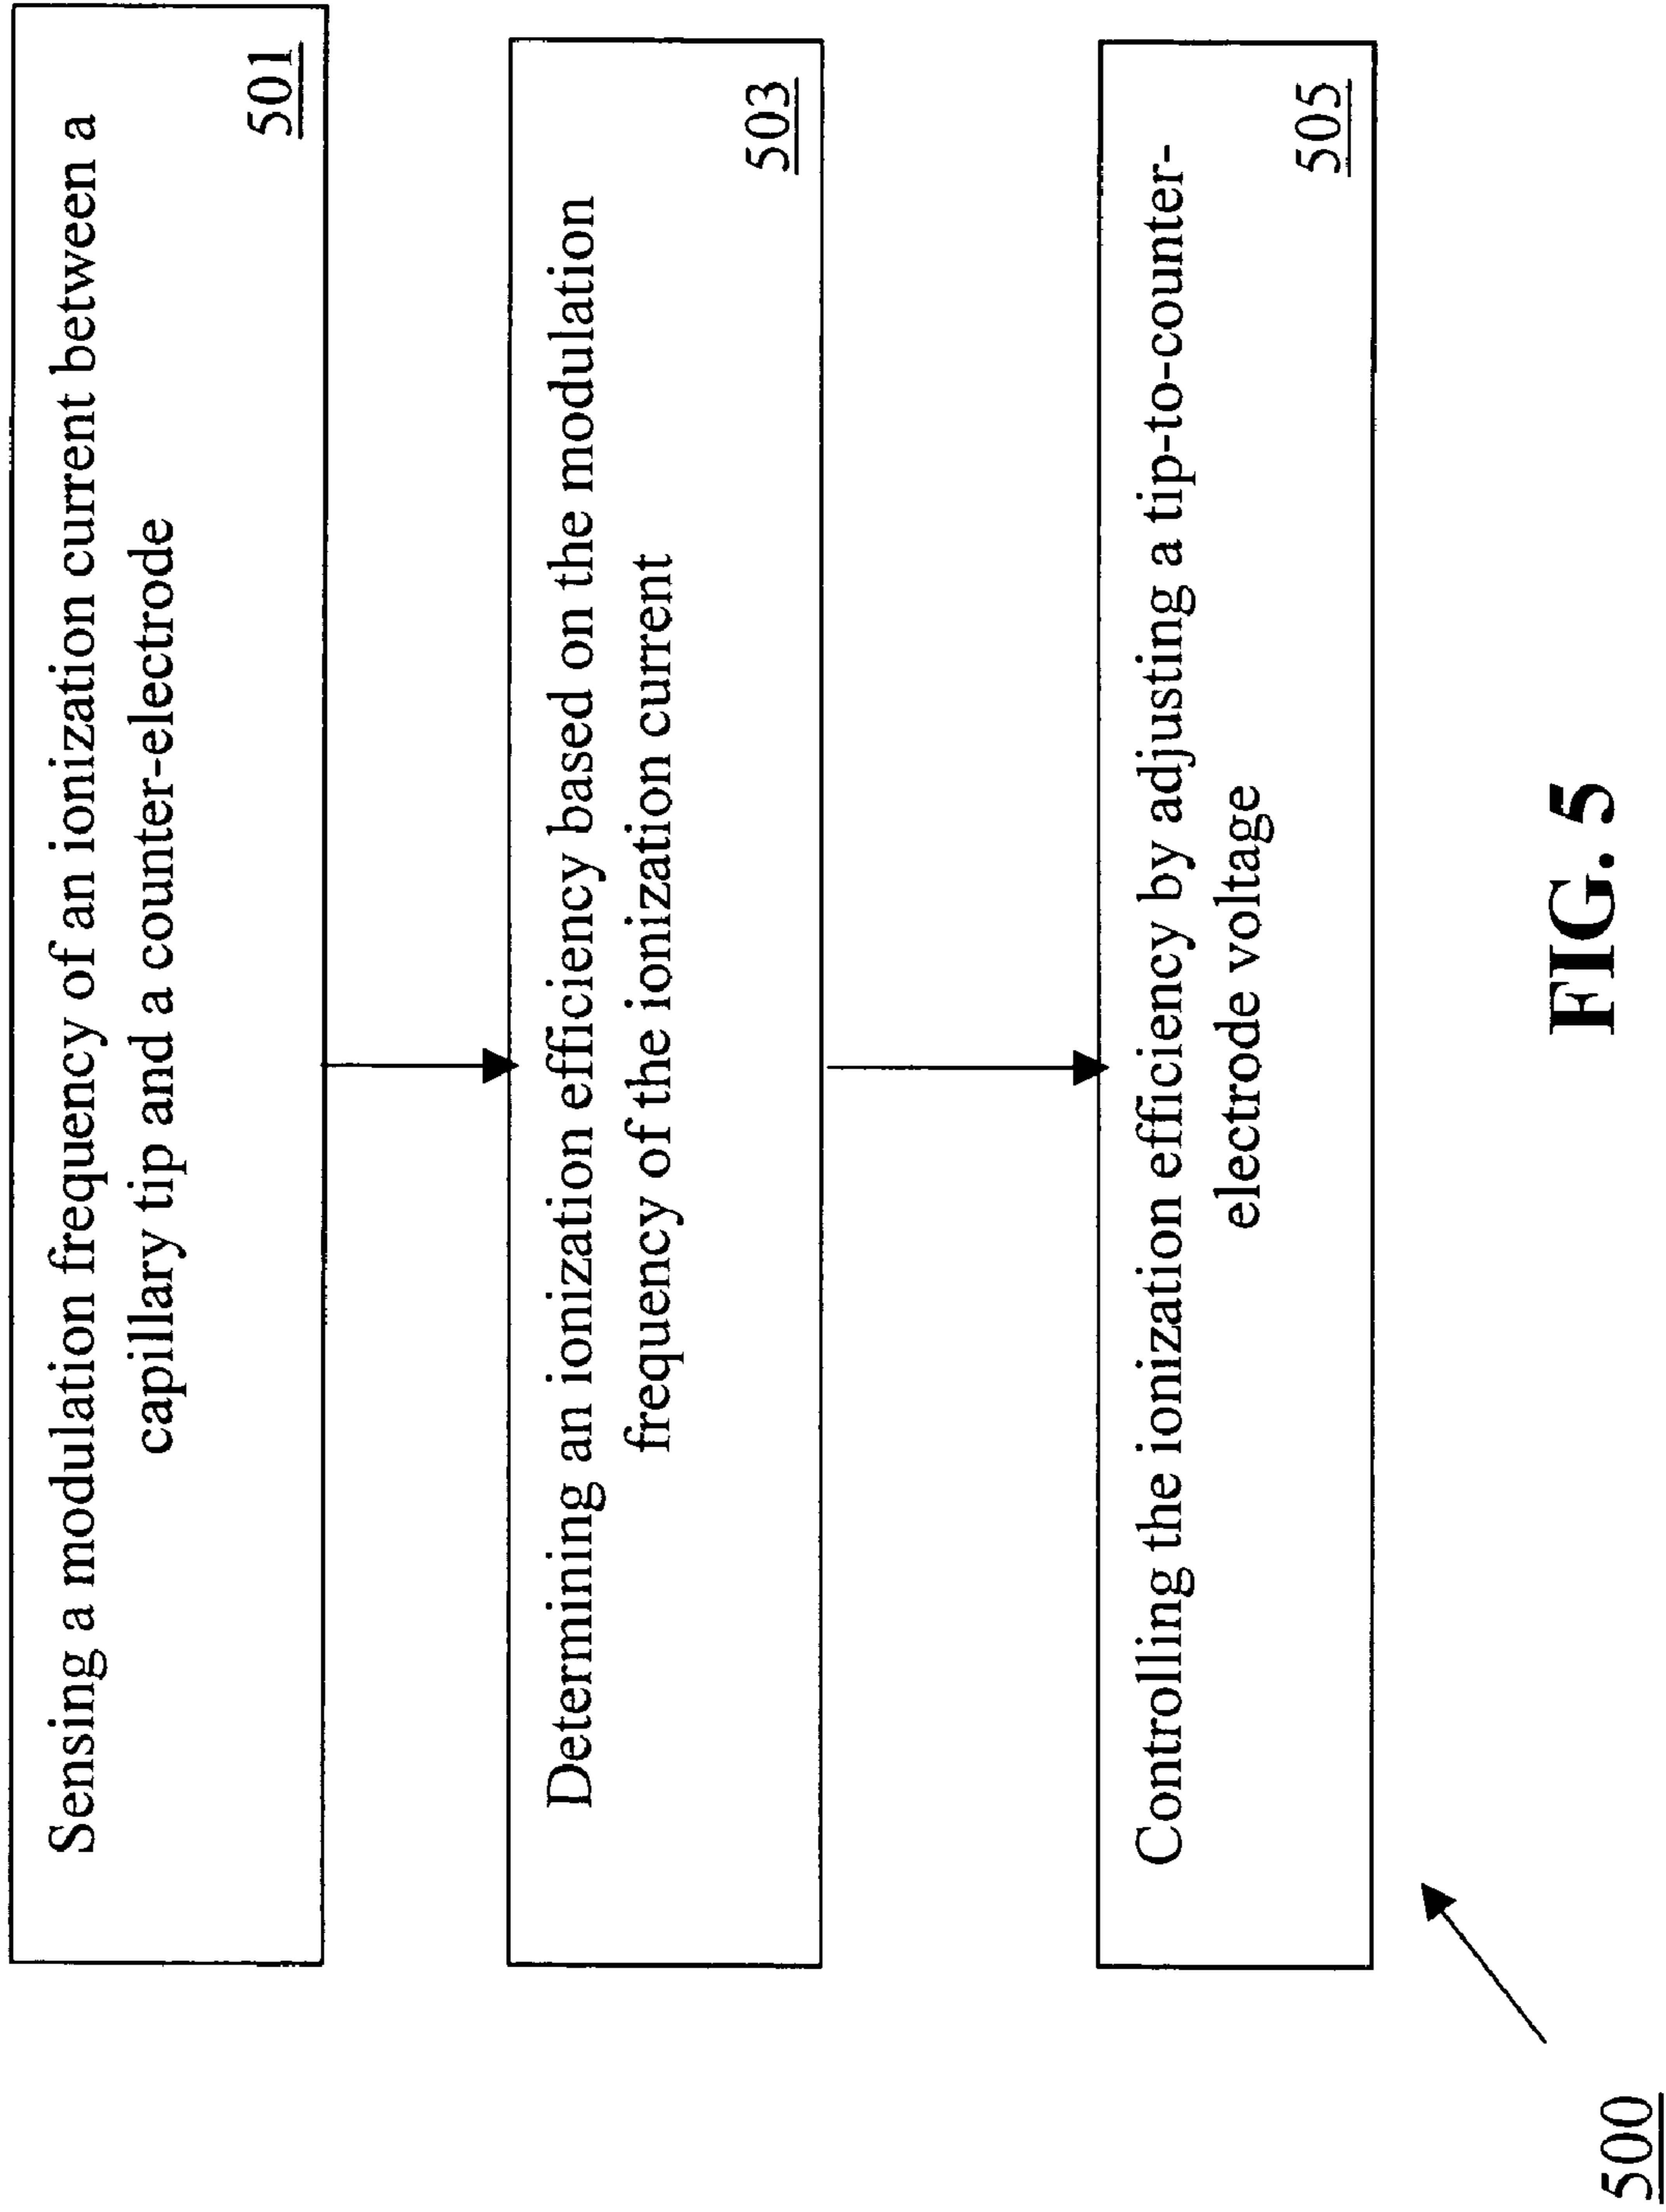 Sensing a modulation frequency of an ionization current between a
capillary tip and a counter-electrode
501
Determining an ionization efficiency based on the modulation
frequency of the ionization current
503
Controlling the ionization efficiency by adjusting a tip-to-counter-
electrode voltage
505
500
FIG. 5